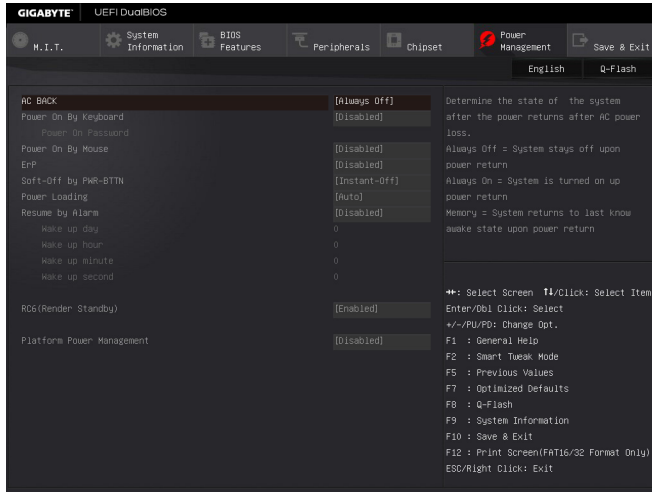 GIGABYTE™ UEFI DualBIOS
M.I.T.
System
Information
BIOS
Features
Peripherals
Chipset
Power
Management
Save & Exit
English
Q-Flash
AC BACK [Always Off]
Power On By Keyboard [Disabled]
Power On Password
Power On By Mouse [Disabled]
ErP [Disabled]
Soft-Off by PWR-BTTN [Instant-Off]
Power Loading [Auto]
Resume by Alarm [Disabled]
Wake up day 0
Wake up hour 0
Wake up minute 0
Wake up second 0
RC6(Render Standby) [Enabled]
Platform Power Management [Disabled]
Determine the state of the system
after the power returns after AC power
loss.
Always Off = System stays off upon
power return
Always On = System is turned on up
power return
Memory = System returns to last know
awake state upon power return
→←: Select Screen ↑↓/Click: Select Item
Enter/Dbl Click: Select
+/-/PU/PD: Change Opt.
F1 : General Help
F2 : Smart Tweak Mode
F5 : Previous Values
F7 : Optimized Defaults
F8 : Q-Flash
F9 : System Information
F10 : Save & Exit
F12 : Print Screen(FAT16/32 Format Only)
ESC/Right Click: Exit